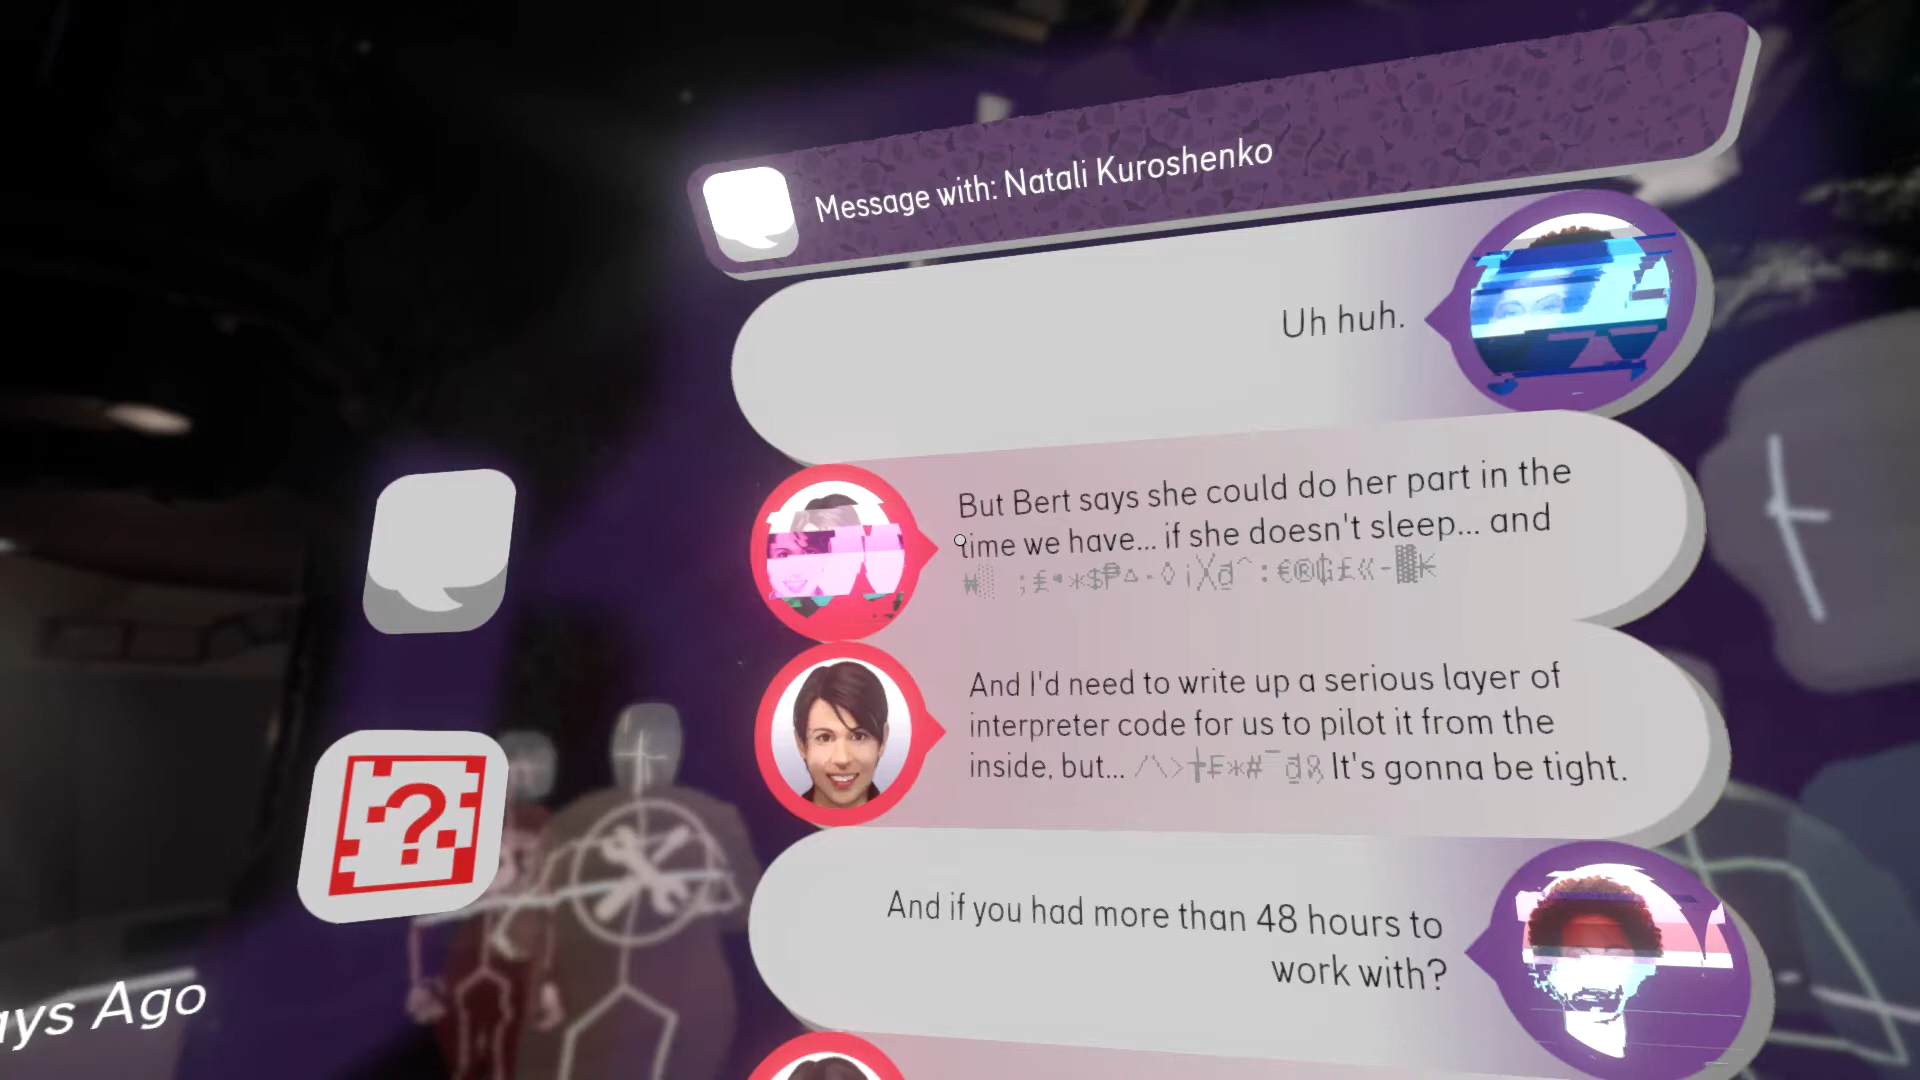 Message with: Natali Kuroshenko
Uh huh.
But Bert says she could do her part in the
time we have... if she doesn't sleep... and
And I'd need to write up a serious layer of
interpreter code for us to pilot it from the
inside, but... It's gonna be tight.
And if you had more than 48 hours to
work with?
?
Ago